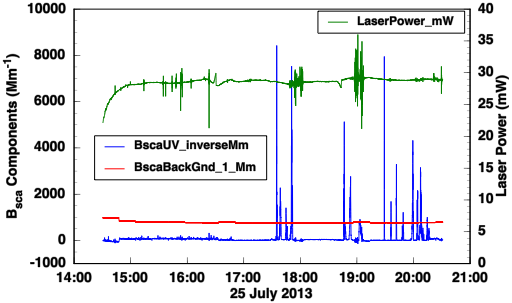 10000
8000
6000
4000
2000
0
-1000
B_sca Components (Mm⁻¹)
LaserPower_mW
BscaUV_inverseMm
BscaBackGnd_1_Mm
40
35
30
25
20
15
10
5
0
Laser Power (mW)
14:00 15:00 16:00 17:00 18:00 19:00 20:00 21:00
25 July 2013